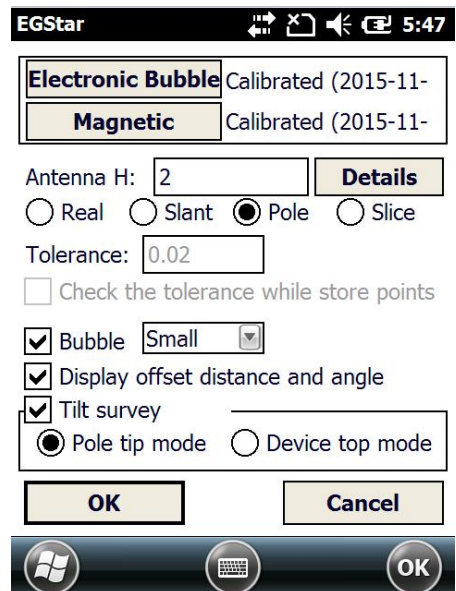 EGStar 5:47
Electronic Bubble Calibrated (2015-11-
Magnetic Calibrated (2015-11-
Antenna H: 2 Details
Real Slant Pole Slice
Tolerance: 0.02
Check the tolerance while store points
Bubble Small
Display offset distance and angle
Tilt survey
Pole tip mode Device top mode
OK Cancel
OK